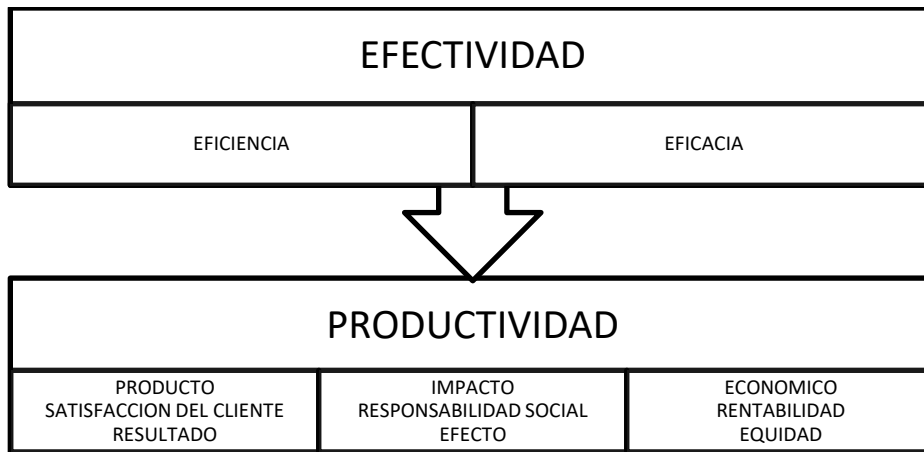 EFECTIVIDAD
EFICIENCIA
EFICACIA
PRODUCTIVIDAD
PRODUCTO
SATISFACCION DEL CLIENTE
RESULTADO
IMPACTO
RESPONSABILIDAD SOCIAL
EFECTO
ECONOMICO
RENTABILIDAD
EQUIDAD